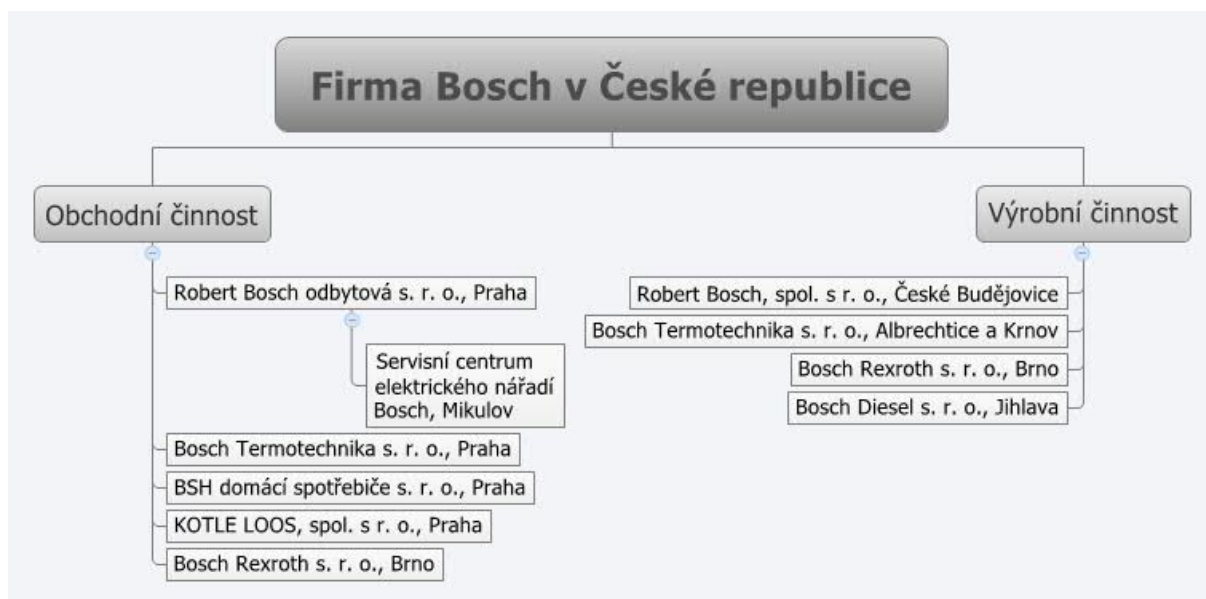 Firma Bosch v České republice
Obchodní činnost
Robert Bosch odbytová s. r. o., Praha
Servisní centrum
elektrického nářadí
Bosch, Mikulov
Bosch Termotechnika s. r. o., Praha
BSH domácí spotřebiče s. r. o., Praha
KOTLE LOOS, spol. s r. o., Praha
Bosch Rexroth s. r. o., Brno
Výrobní činnost
Robert Bosch, spol. s r. o., České Budějovice
Bosch Termotechnika s. r. o., Albrechtice a Krnov
Bosch Rexroth s. r. o., Brno
Bosch Diesel s. r. o., Jihlava